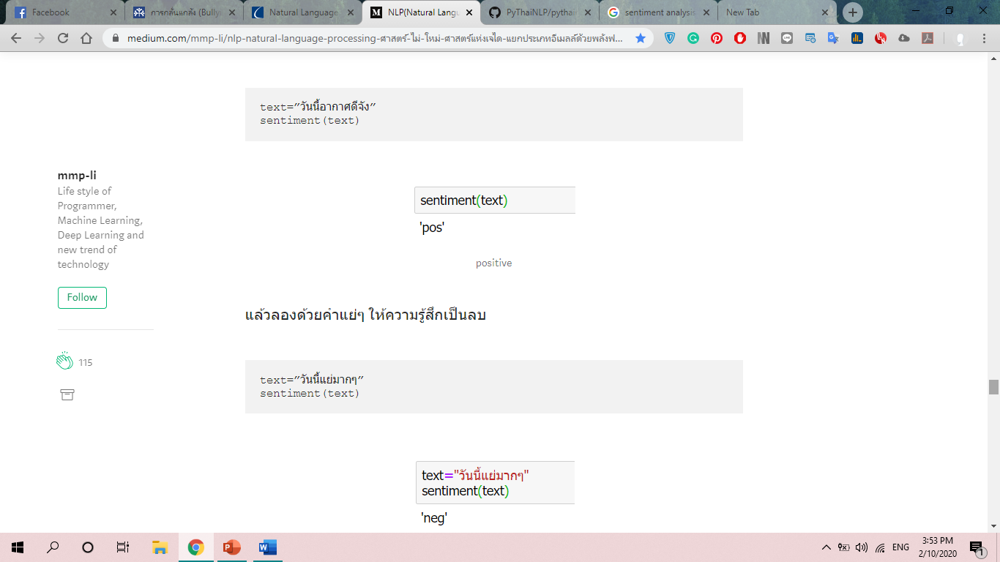 Facebook
การกลั่นแกล้ง (Bully
Natural Language
NLP(Natural Langu
PyThaiNLP/pythai
sentiment analysis
New Tab
medium.com/mmp-li/nlp-natural-language-processing-ศาสตร์-ไม่-ใหม่-ศาสตร์แห่งเจได-แยกประเภทอีเมลล์ด้วยพลังฟ...
text=”วันนี้อากาศดีจัง”
sentiment(text)
mmp-li
Life style of
Programmer,
Machine Learning,
Deep Learning and
new trend of
technology
Follow
115
sentiment(text)
'pos'
positive
แล้วลองด้วยคำแย่ๆ ให้ความรู้สึกเป็นลบ
text=”วันนี้แย่มากๆ”
sentiment(text)
text="วันนี้แย่มากๆ"
sentiment(text)
'neg'
ENG
3:53 PM
2/10/2020
1